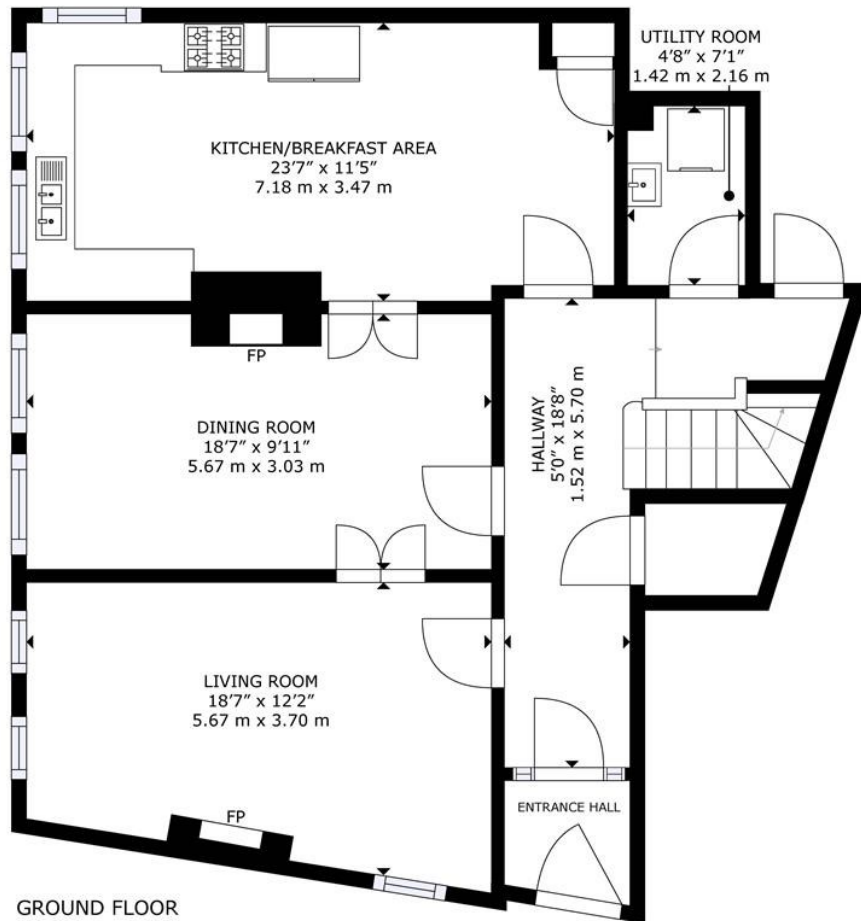 UTILITY ROOM
4'8" x 7'1"
1.42 m x 2.16 m
KITCHEN/BREAKFAST AREA
23'7" x 11'5"
7.18 m x 3.47 m
FP
DINING ROOM
18'7" x 9'11"
5.67 m x 3.03 m
HALLWAY
5'0" x 18'8"
1.52 m x 5.70 m
LIVING ROOM
18'7" x 12'2"
5.67 m x 3.70 m
FP
ENTRANCE HALL
GROUND FLOOR